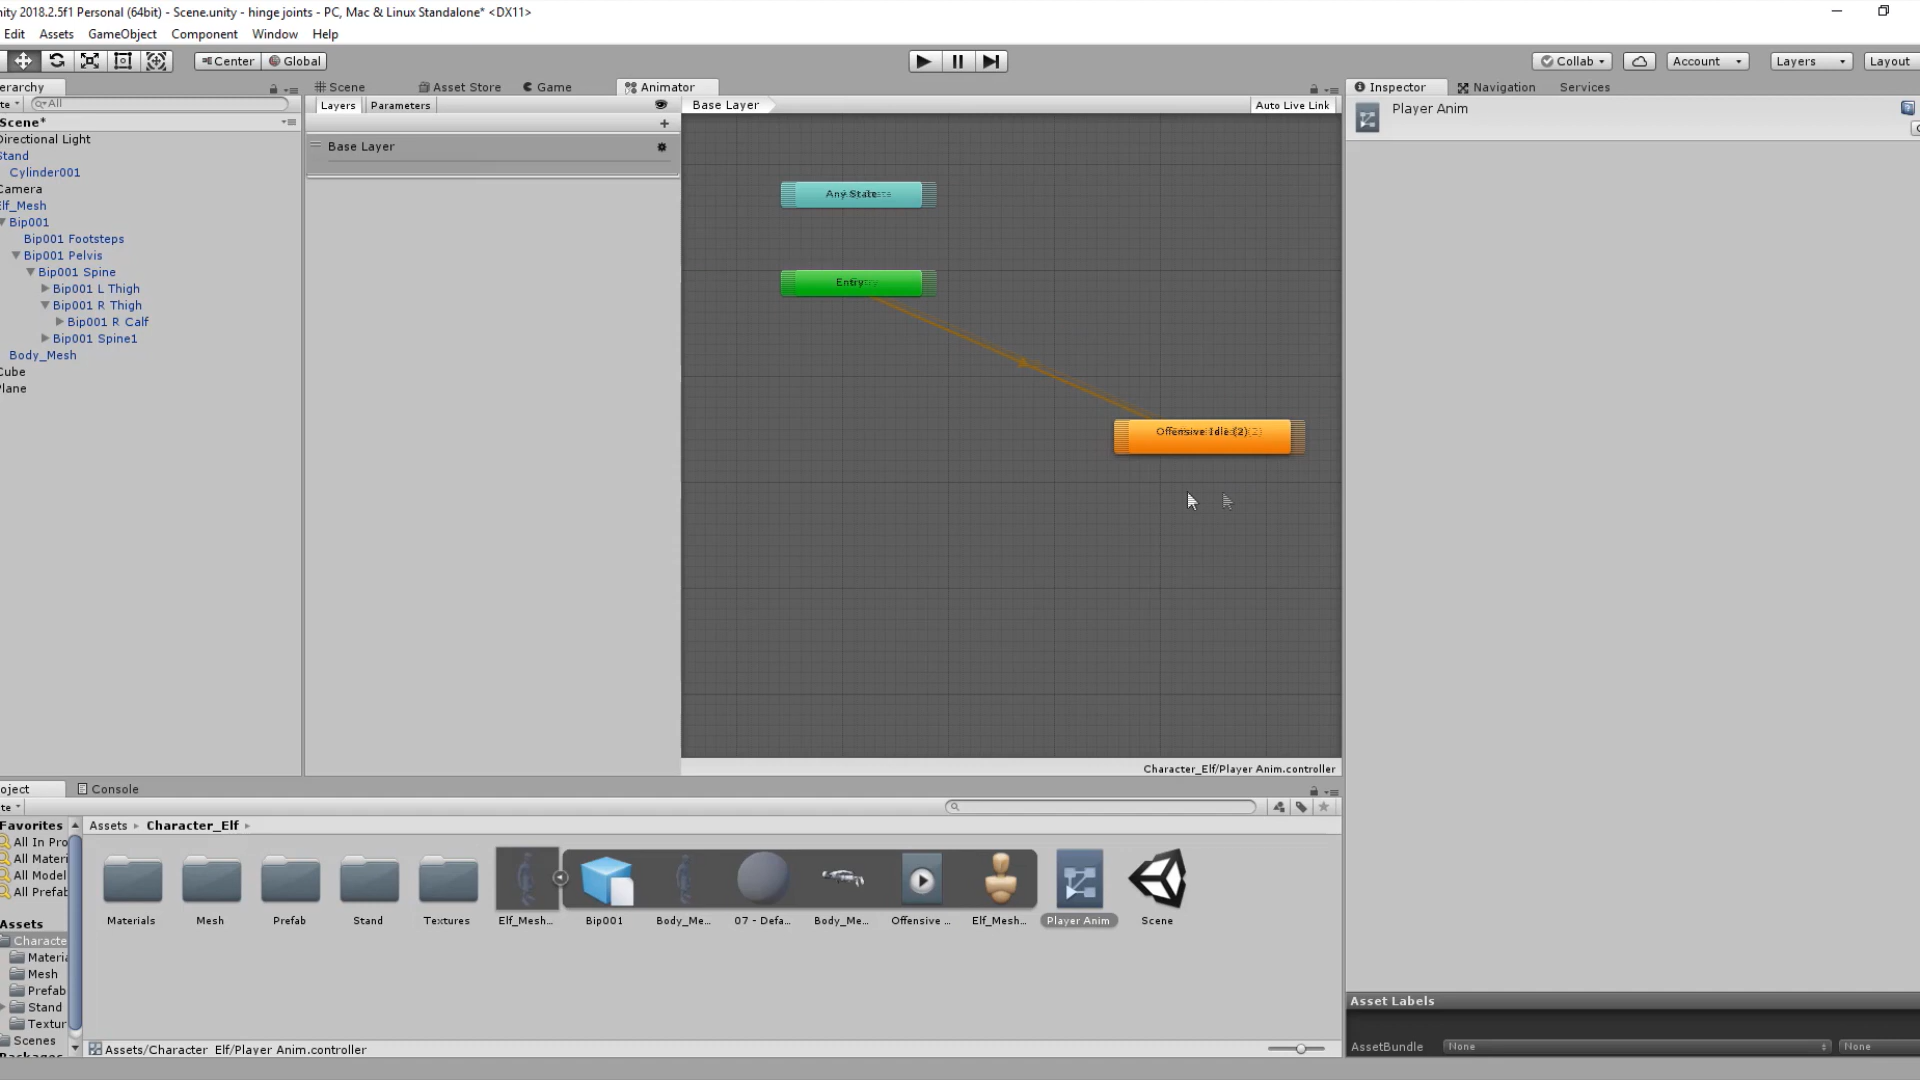 nity 2018.2.5f1 Personal (64bit) - Scene.unity - hinge joints - PC, Mac & Linux Standalone* <DX11>
Edit Assets GameObject Component Window Help
Center Global Collab Account Layers Layout
erarchy Scene Asset Store Game Animator Inspector Navigation Services
te All Layers Parameters Base Layer Auto Live Link Player Anim
Scene*
Directional Light
Base Layer
Stand
Cylinder001
Camera
Any State
Elf_Mesh
Bip001
Bip001 Footsteps
Bip001 Pelvis
Bip001 Spine
Entry
Bip001 L Thigh
Bip001 R Thigh
Bip001 R Calf
Bip001 Spine1
Body_Mesh
Cube
Plane
Offensive Idle (2)
Character_Elf/Player Anim.controller
oject Console
te
Favorites Assets Character_Elf
All In Pro
All Materi
All Model
All Prefab
Materials Mesh Prefab Stand Textures Elf_Mesh... Bip001 Body_Me... 07 - Defa... Body_Me... Offensive ... Elf_Mesh... Player Anim Scene
Assets
Characte
Materia
Mesh
Prefab
Stand
Textur
Scenes
Packages
Assets/Character_Elf/Player Anim.controller
Asset Labels
AssetBundle None None